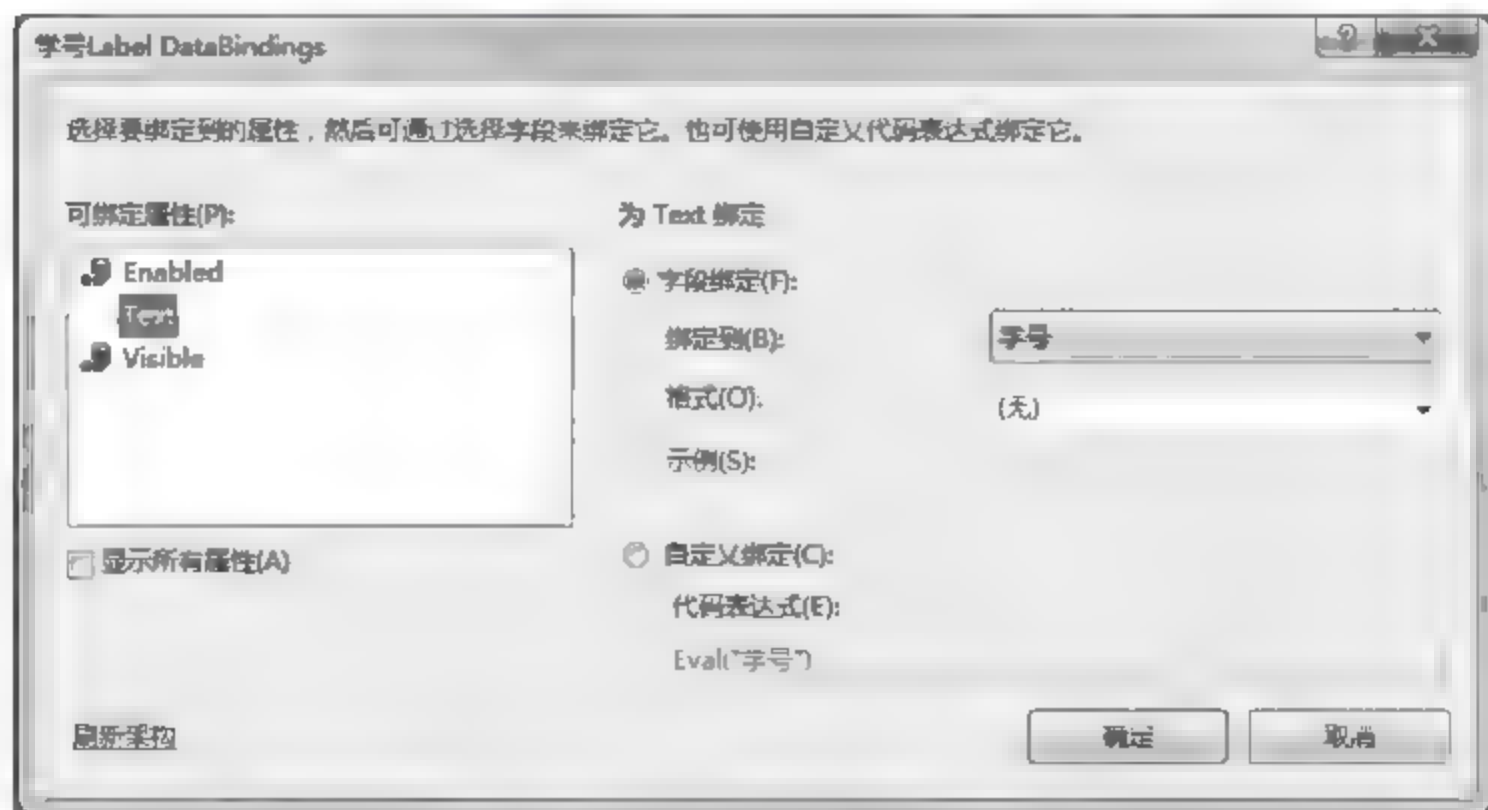 学号Label DataBindings
选择要绑定到的属性，然后可通过选择字段来绑定它。也可使用自定义代码表达式绑定它。
可绑定属性(P):
Enabled
Text
Visible
显示所有属性(A)
刷新架构
为 Text 绑定
字段绑定(F):
绑定到(B):
学号
格式(O):
(无)
示例(S):
自定义绑定(C):
代码表达式(E):
Eval("学号")
确定
取消